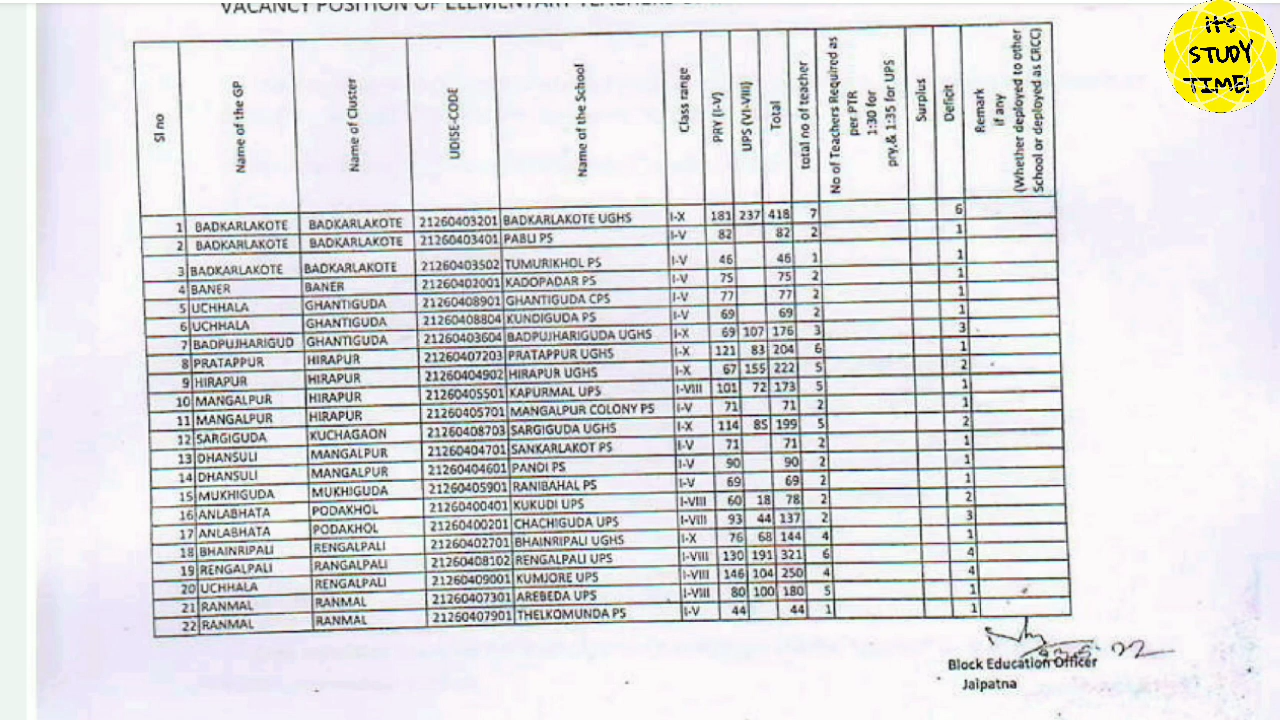 VACANCY POSITION OF ELEMENTARY TEACHERS
IT'S
STUDY
TIME!
Sl no | Name of the GP | Name of Cluster | UDISE-CODE | Name of the School | Class range | PRY (I-V) | UPS (VI-VIII) | Total | total no of teacher | No of Teachers Required as per PTR 1:30 for pry,& 1:35 for UPS | Surplus | Deficit | Remark if any (Whether deployed to other School or deployed as CRCC)
1 BADKARLAKOTE BADKARLAKOTE 21260403201 BADKARLAKOTE UGHS I-X 181 237 418 7 6
2 BADKARLAKOTE BADKARLAKOTE 21260403401 PABLI PS I-V 82 82 2 1
3 BADKARLAKOTE BADKARLAKOTE 21260403502 TUMURIKHOL PS I-V 46 46 1 1
4 BANER BANER 21260402001 KADOPADAR PS I-V 75 75 2 1
5 UCHHALA GHANTIGUDA 21260408901 GHANTIGUDA CPS I-V 77 77 2 1
6 UCHHALA GHANTIGUDA 21260408804 KUNDIGUDA PS I-V 69 69 2 1
7 BADPUJHARIGUD GHANTIGUDA 21260403604 BADPUJHARIGUDA UGHS I-X 69 107 176 3 3
8 PRATAPPUR HIRAPUR 21260407203 PRATAPPUR UGHS I-X 121 83 204 6 1
9 HIRAPUR HIRAPUR 21260404902 HIRAPUR UGHS I-X 67 155 222 5 2
10 MANGALPUR HIRAPUR 21260405501 KAPURMAL UPS I-VIII 101 72 173 5 1
11 MANGALPUR HIRAPUR 21260405701 MANGALPUR COLONY PS I-V 71 71 2 1
12 SARGIGUDA KUCHAGAON 21260408703 SARGIGUDA UGHS I-X 114 85 199 5 2
13 DHANSULI MANGALPUR 21260404701 SANKARLAKOT PS I-V 71 71 2 1
14 DHANSULI MANGALPUR 21260404601 PANDI PS I-V 90 90 2 1
15 MUKHIGUDA MUKHIGUDA 21260405901 RANIBAHAL PS I-V 69 69 2 1
16 ANLABHATA PODAKHOL 21260400401 KUKUDI UPS I-VIII 60 18 78 2 2
17 ANLABHATA PODAKHOL 21260400201 CHACHIGUDA UPS I-VIII 93 44 137 2 3
18 BHAINRIPALI RENGALPALI 21260402701 BHAINRIPALI UGHS I-X 76 68 144 4 1
19 RENGALPALI RANGALPALI 21260408102 RENGALPALI UPS I-VIII 130 191 321 6 4
20 UCHHALA RENGALPALI 21260409001 KUMJORE UPS I-VIII 146 104 250 4 4
21 RANMAL RANMAL 21260407301 AREBEDA UPS I-VIII 80 100 180 5 1
22 RANMAL RANMAL 21260407901 THELKOMUNDA PS I-V 44 44 1 1
Block Education Officer
Jaipatna